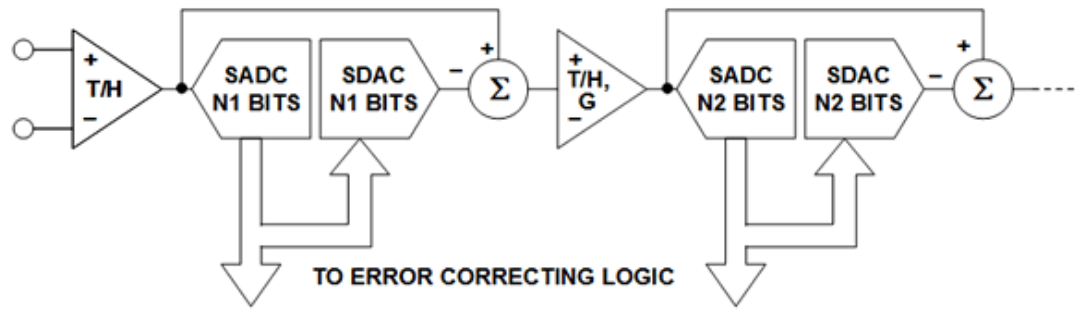 +
T/H
−
SADC
N1 BITS
SDAC
N1 BITS
+
−
Σ
+
T/H,
G
−
SADC
N2 BITS
SDAC
N2 BITS
+
−
Σ
TO ERROR CORRECTING LOGIC